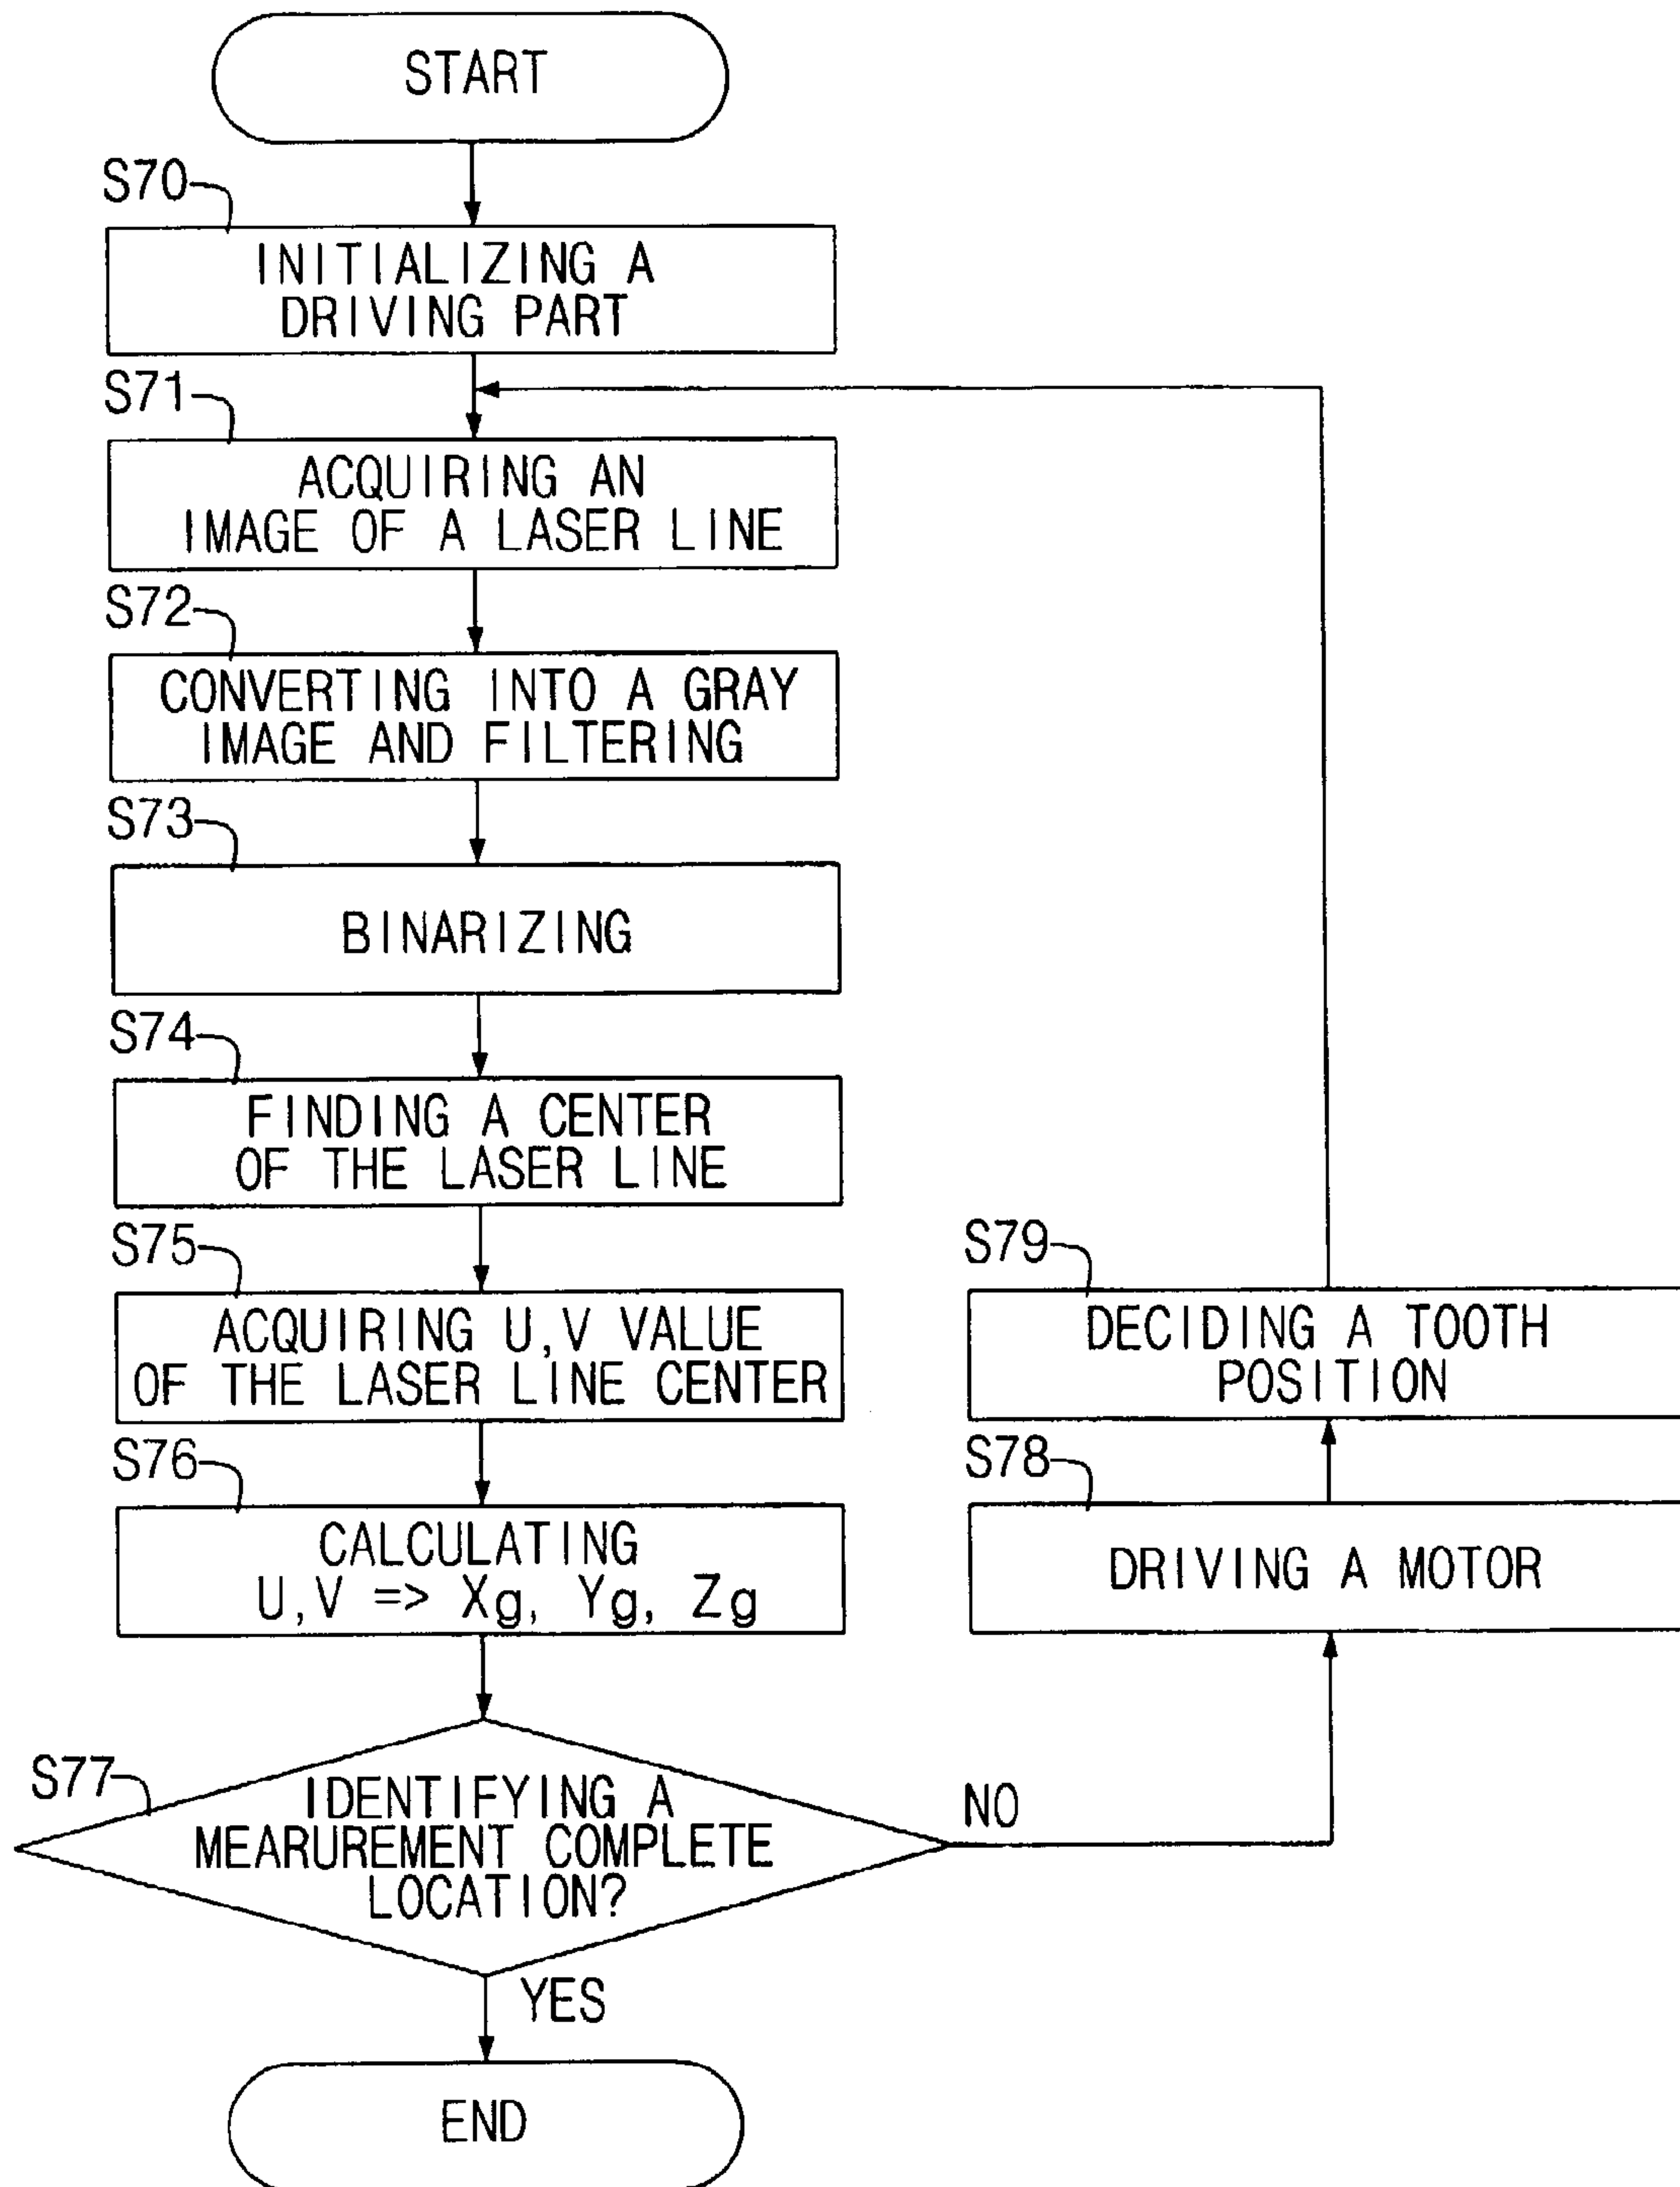 START
S70
INITIALIZING A
DRIVING PART
S71
ACQUIRING AN
IMAGE OF A LASER LINE
S72
CONVERTING INTO A GRAY
IMAGE AND FILTERING
S73
BINARIZING
S74
FINDING A CENTER
OF THE LASER LINE
S75
ACQUIRING U,V VALUE
OF THE LASER LINE CENTER
S76
CALCULATING
U,V => Xg, Yg, Zg
S77
IDENTIFYING A
MEARUREMENT COMPLETE
LOCATION?
NO
S78
DRIVING A MOTOR
S79
DECIDING A TOOTH
POSITION
YES
END